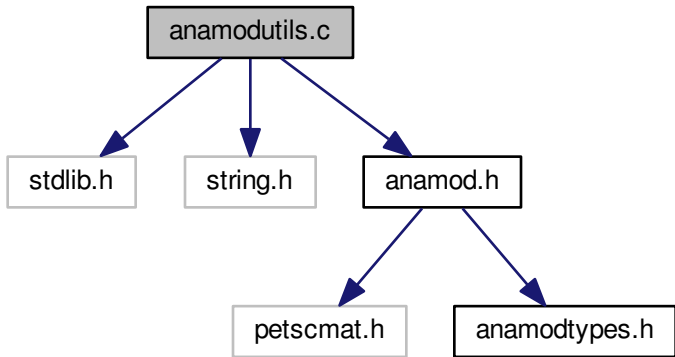 anamodutils.c
stdlib.h
string.h
anamod.h
petscmat.h
anamodtypes.h